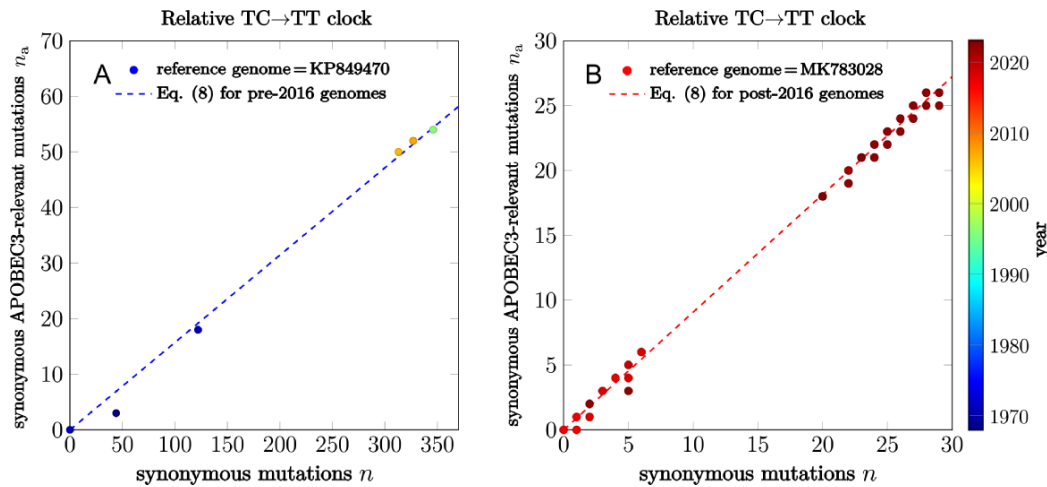 Relative TC→TT clock
A
reference genome = KP849470
Eq. (8) for pre-2016 genomes
synonymous APOBEC3-relevant mutations nₐ
70
60
50
40
30
20
10
0
0 50 100 150 200 250 300 350
synonymous mutations n
Relative TC→TT clock
B
reference genome = MK783028
Eq. (8) for post-2016 genomes
synonymous APOBEC3-relevant mutations nₐ
30
25
20
15
10
5
0
0 5 10 15 20 25 30
synonymous mutations n
2020
2010
2000
1990
1980
1970
year